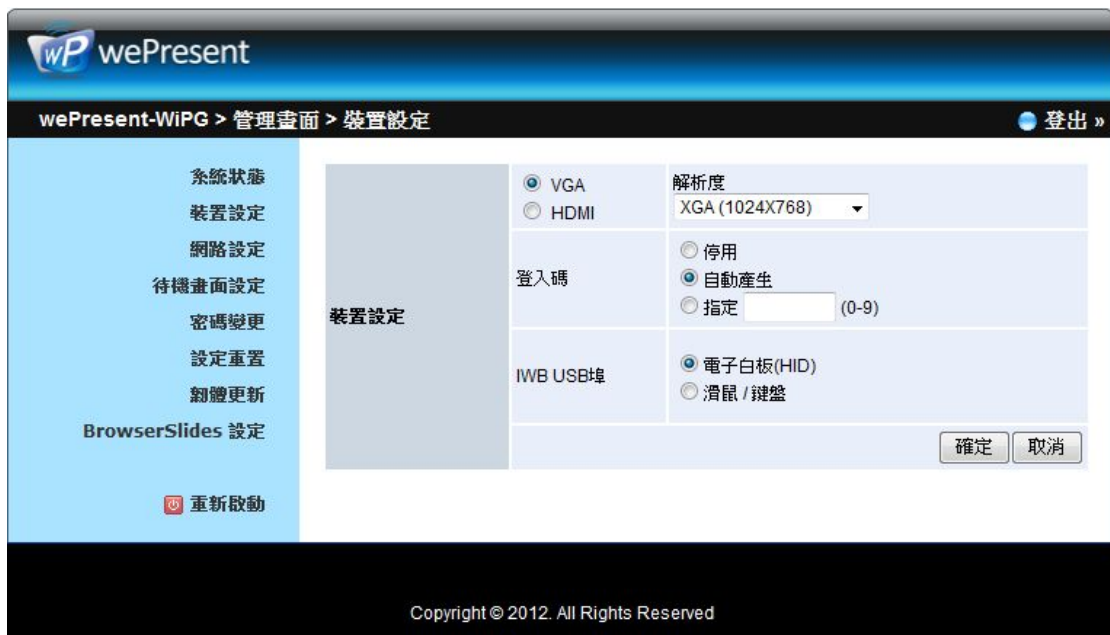 wP wePresent
wePresent-WiPG > 管理畫面 > 裝置設定
登出 »
系統狀態
裝置設定
網路設定
待機畫面設定
密碼變更
設定重置
韌體更新
BrowserSlides 設定
重新啟動
裝置設定
VGA
HDMI
解析度
XGA (1024X768)
登入碼
停用
自動產生
指定 (0-9)
IWB USB埠
電子白板(HID)
滑鼠 / 鍵盤
確定 取消
Copyright © 2012. All Rights Reserved